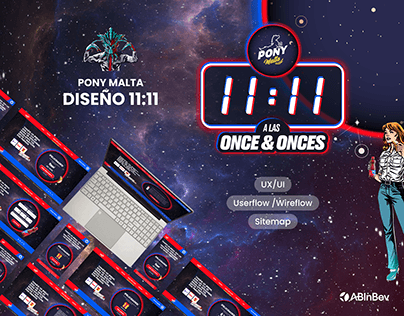 PONY MALTA
DISEÑO 11:11
PONY
Malta
11:11
A LAS
ONCE & ONCES
UX/UI
Userflow /Wireflow
Sitemap
ABInBev